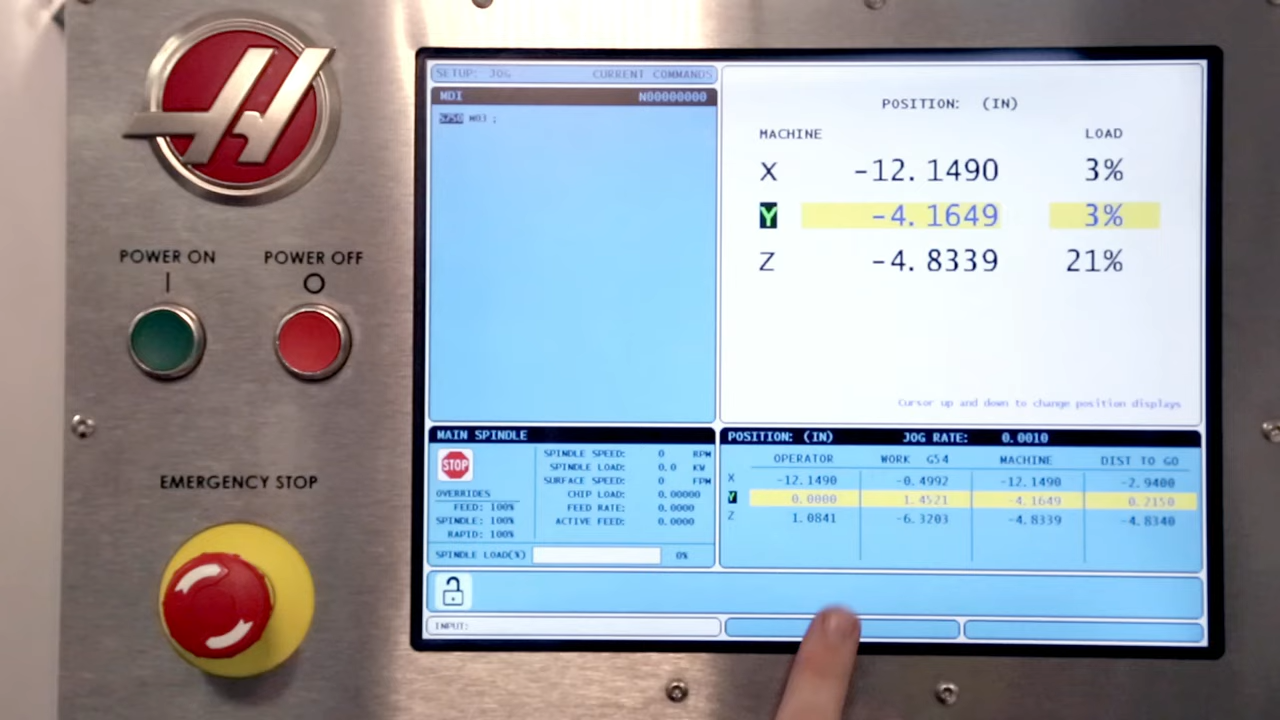 SETUP: JOG CURRENT COMMANDS
MDI N00000000
S750 M03 ;
POSITION: (IN)
MACHINE LOAD
X -12.1490 3%
Y -4.1649 3%
Z -4.8339 21%
Cursor up and down to change position displays
POWER ON POWER OFF
EMERGENCY STOP
MAIN SPINDLE
STOP
OVERRIDES
FEED: 100%
SPINDLE: 100%
RAPID: 100%
SPINDLE SPEED: 0 RPM
SPINDLE LOAD: 0.0 KW
SURFACE SPEED: 0 FPM
CHIP LOAD: 0.00000
FEED RATE: 0.0000
ACTIVE FEED: 0.0000
SPINDLE LOAD(%) 0%
POSITION: (IN) JOG RATE: 0.0010
OPERATOR WORK G54 MACHINE DIST TO GO
X -12.1490 -0.4992 -12.1490 -2.9400
Y 0.0000 1.4521 -4.1649 0.2150
Z 1.0841 -6.3203 -4.8339 -4.8340
INPUT: